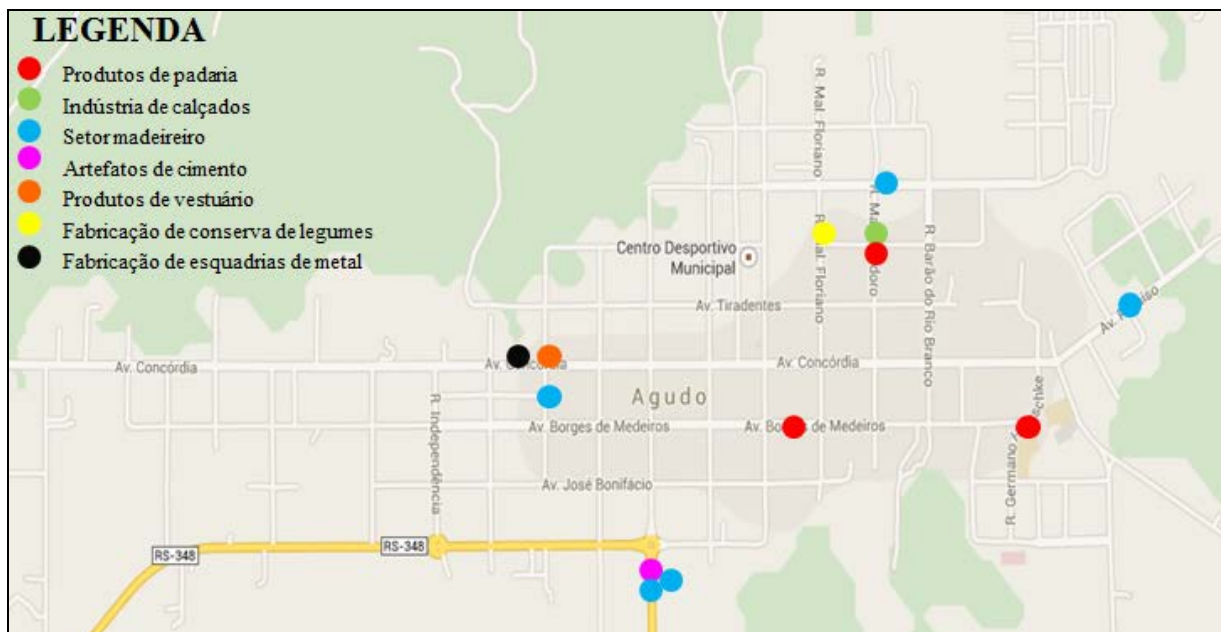 LEGENDA
Produtos de padaria
Indústria de calçados
Setor madeireiro
Artefatos de cimento
Produtos de vestuário
Fabricação de conserva de legumes
Fabricação de esquadrias de metal
R. Mal. Floriano
R. Barão do Rio Branco
Centro Desportivo
Municipal
Mal. Floriano
Av. Tiradentes
Av. Concórdia
Av. Concórdia
Agudo
R. Independência
Av. Borges de Medeiros
de Medeiros
R. Germano
Av. José Bonifácio
RS-348
RS-348